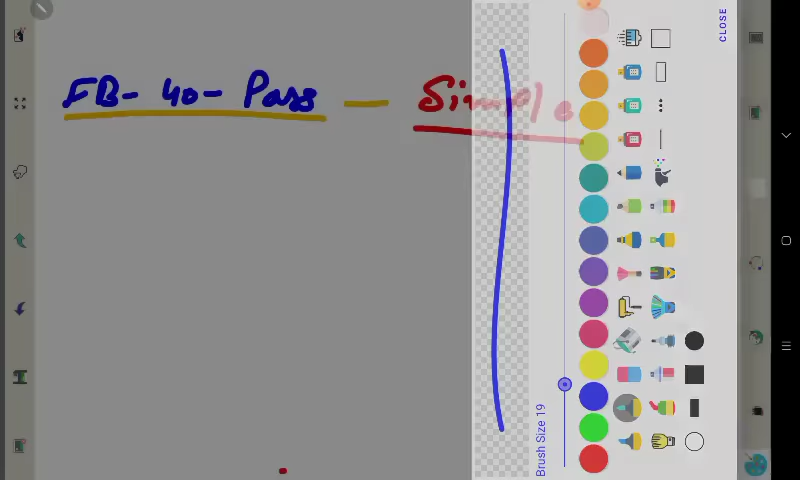 FB- 40- Pass — Simple
CLOSE
Brush Size 19